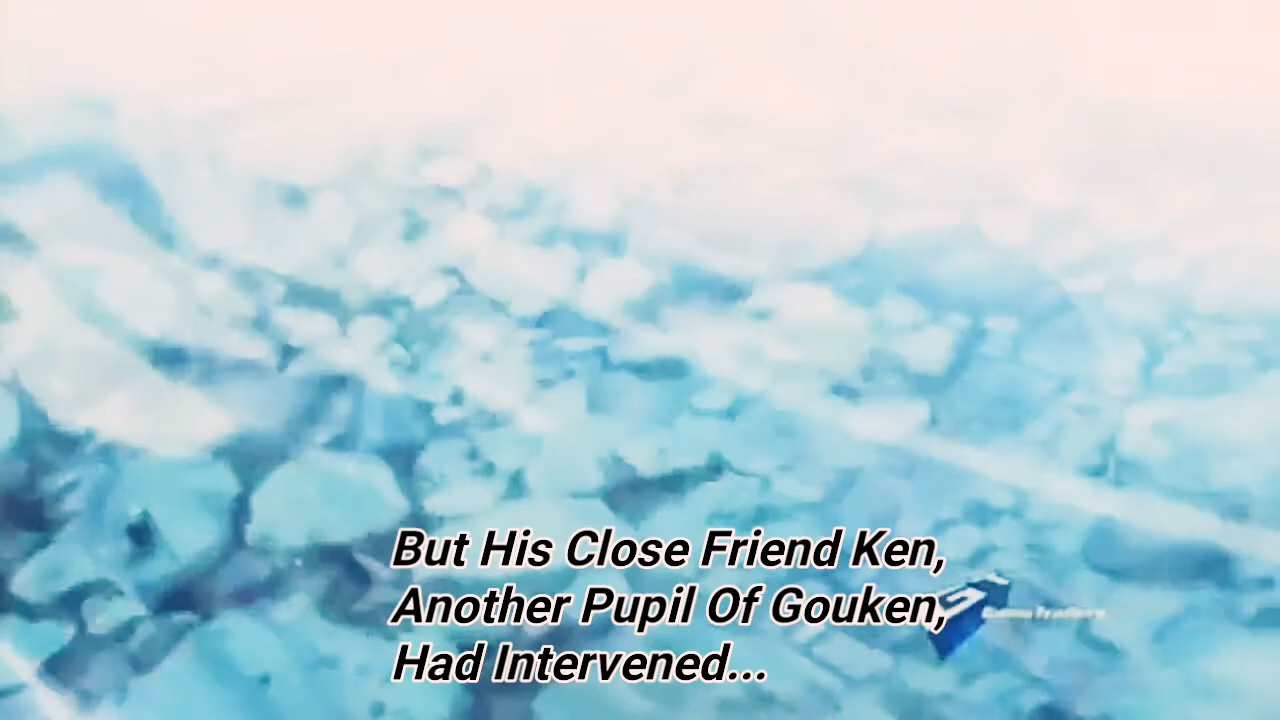 But His Close Friend Ken,
Another Pupil Of Gouken,
Had Intervened...